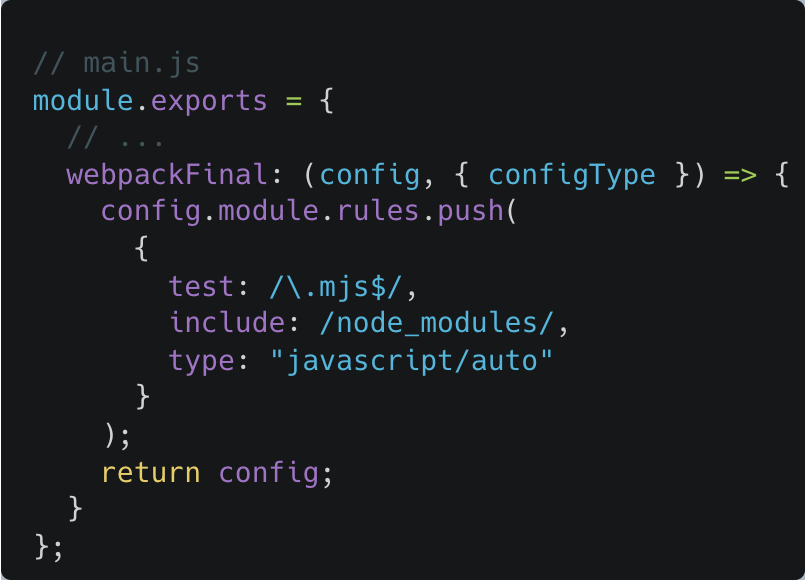 // main.js
module.exports = {
  // ...
  webpackFinal: (config, { configType }) => {
    config.module.rules.push(
      {
        test: /\.mjs$/,
        include: /node_modules/,
        type: "javascript/auto"
      }
    );
    return config;
  }
};